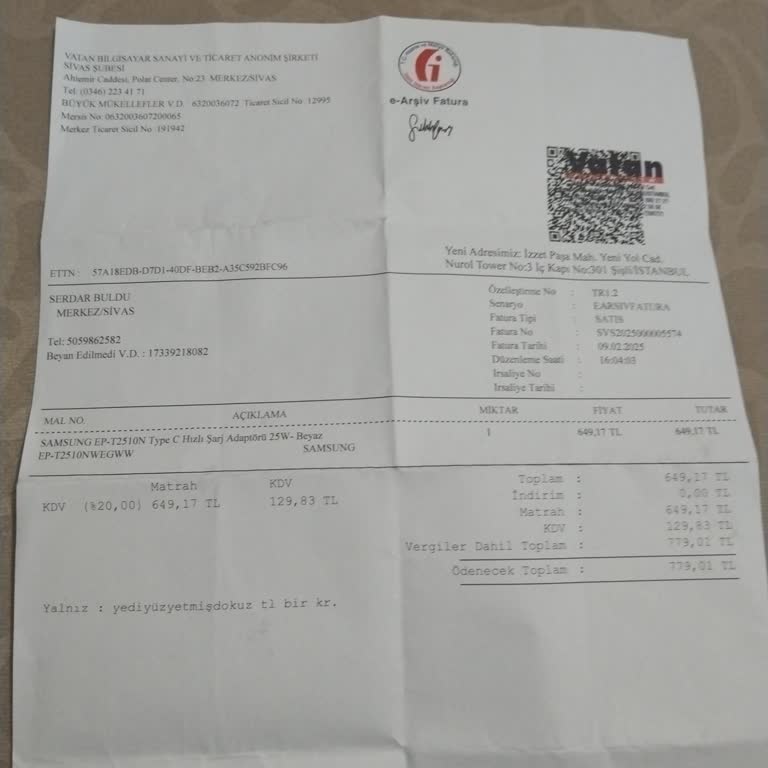 VATAN BİLGİSAYAR SANAYİ VE TİCARET ANONİM ŞİRKETİ
SİVAS ŞUBESİ
Ahievmir Caddesi, Polat Center, No:23 MERKEZ/SİVAS
Tel. (0346) 223 41 71
BÜYÜK MÜKELLEFLER V.D. 6320036072 Ticaret Sicil No 12995
Mersis No: 0632003607200065
Merkez Ticaret Sicil No :191942
e-Arşiv Fatura
Vatan
Yeni Adresimiz: İzzet Paşa Mah. Yeni Yol Cad.
Nurol Tower No:3 İç Kapı No:301 Şişli/İSTANBUL
ETTN : 57A18EDB-D7D1-40DF-BEB2-A35C592BFC96
SERDAR BULDU
MERKEZ/SİVAS
Tel: 5059862582
Beyan Edilmedi V.D. : 17339218082
Özelleştirme No : TR1.2
Senaryo : EARSIVFATURA
Fatura Tipi : SATIS
Fatura No : SVS2025000005574
Fatura Tarihi : 09.02.2025
Düzenleme Saati : 16:04:03
İrsaliye No :
İrsaliye Tarihi :
MAL NO AÇIKLAMA MİKTAR FİYAT TUTAR
SAMSUNG EP-T2510N Type C Hızlı Şarj Adaptörü 25W- Beyaz 1 649,17 TL 649,17 TL
EP-T2510NWEGWW SAMSUNG
Matrah KDV
KDV (%20,00) 649,17 TL 129,83 TL
Toplam : 649,17 TL
İndirim : 0,00 TL
Matrah : 649,17 TL
KDV : 129,83 TL
Vergiler Dahil Toplam : 779,01 TL
Ödenecek Toplam : 779,01 TL
Yalnız : yediyüzyetmişdokuz tl bir kr.